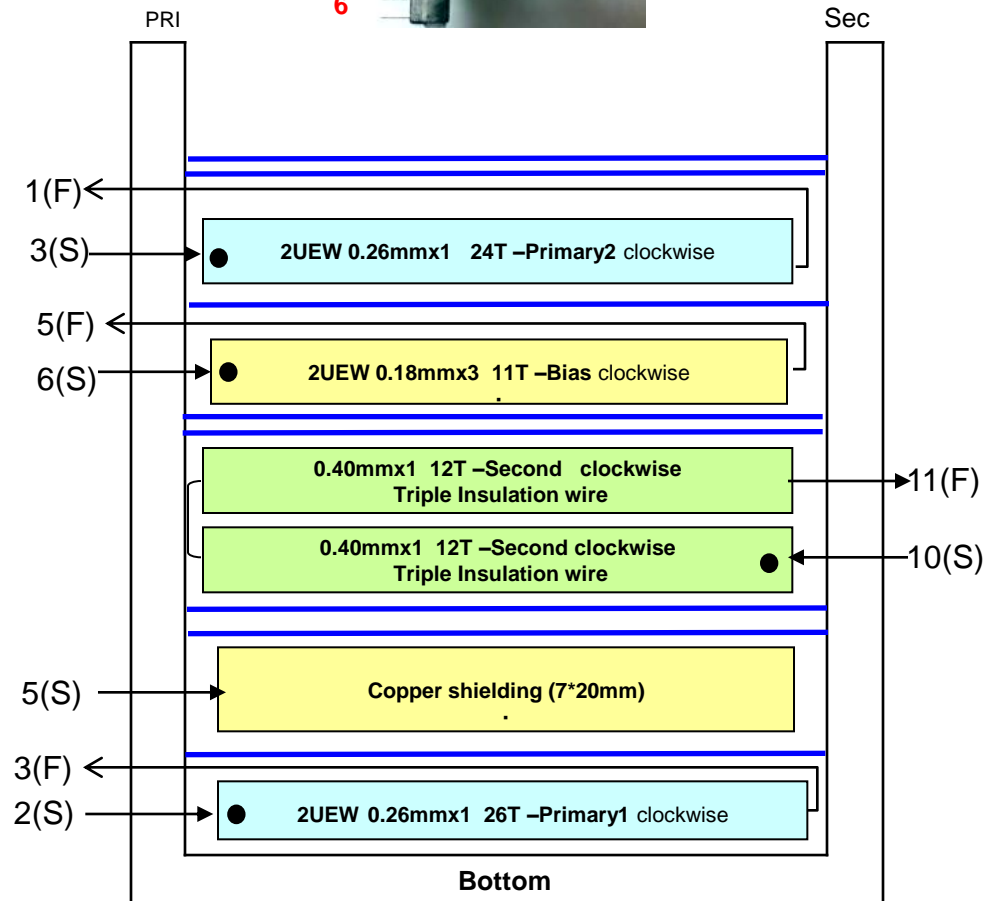 6
PRI
Sec
1(F)
3(S)
2UEW 0.26mmx1 24T –Primary2 clockwise
5(F)
6(S)
2UEW 0.18mmx3 11T –Bias clockwise
.
0.40mmx1 12T –Second clockwise
Triple Insulation wire
11(F)
0.40mmx1 12T –Second clockwise
Triple Insulation wire
10(S)
5(S)
Copper shielding (7*20mm)
.
3(F)
2(S)
2UEW 0.26mmx1 26T –Primary1 clockwise
Bottom